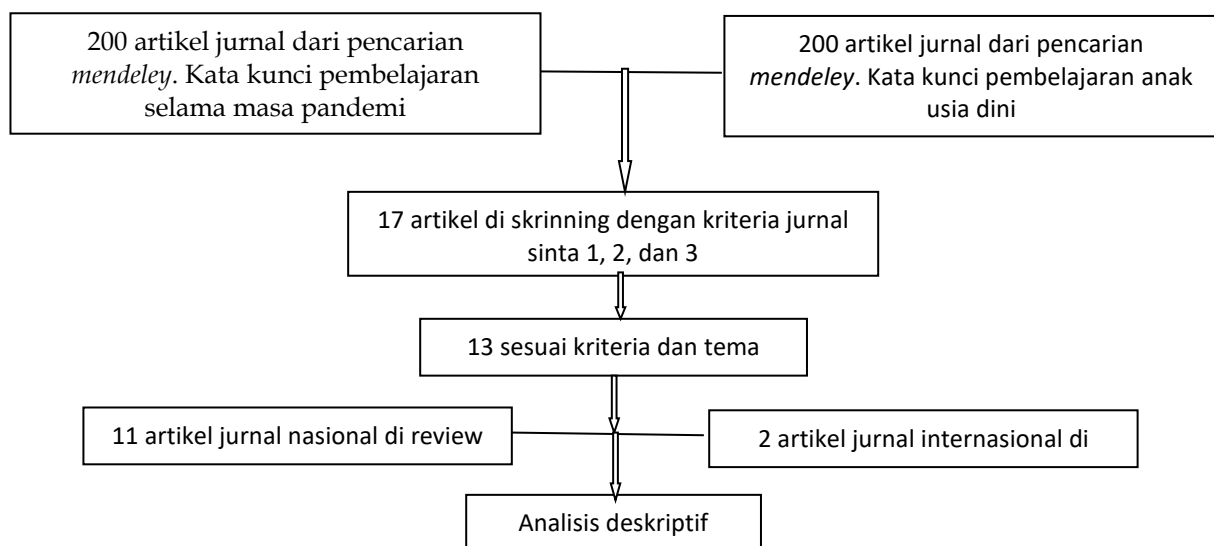 200 artikel jurnal dari pencarian
mendeley. Kata kunci pembelajaran
selama masa pandemi
200 artikel jurnal dari pencarian
mendeley. Kata kunci pembelajaran anak
usia dini
17 artikel di skrinning dengan kriteria jurnal
sinta 1, 2, dan 3
13 sesuai kriteria dan tema
11 artikel jurnal nasional di review
2 artikel jurnal internasional di
Analisis deskriptif